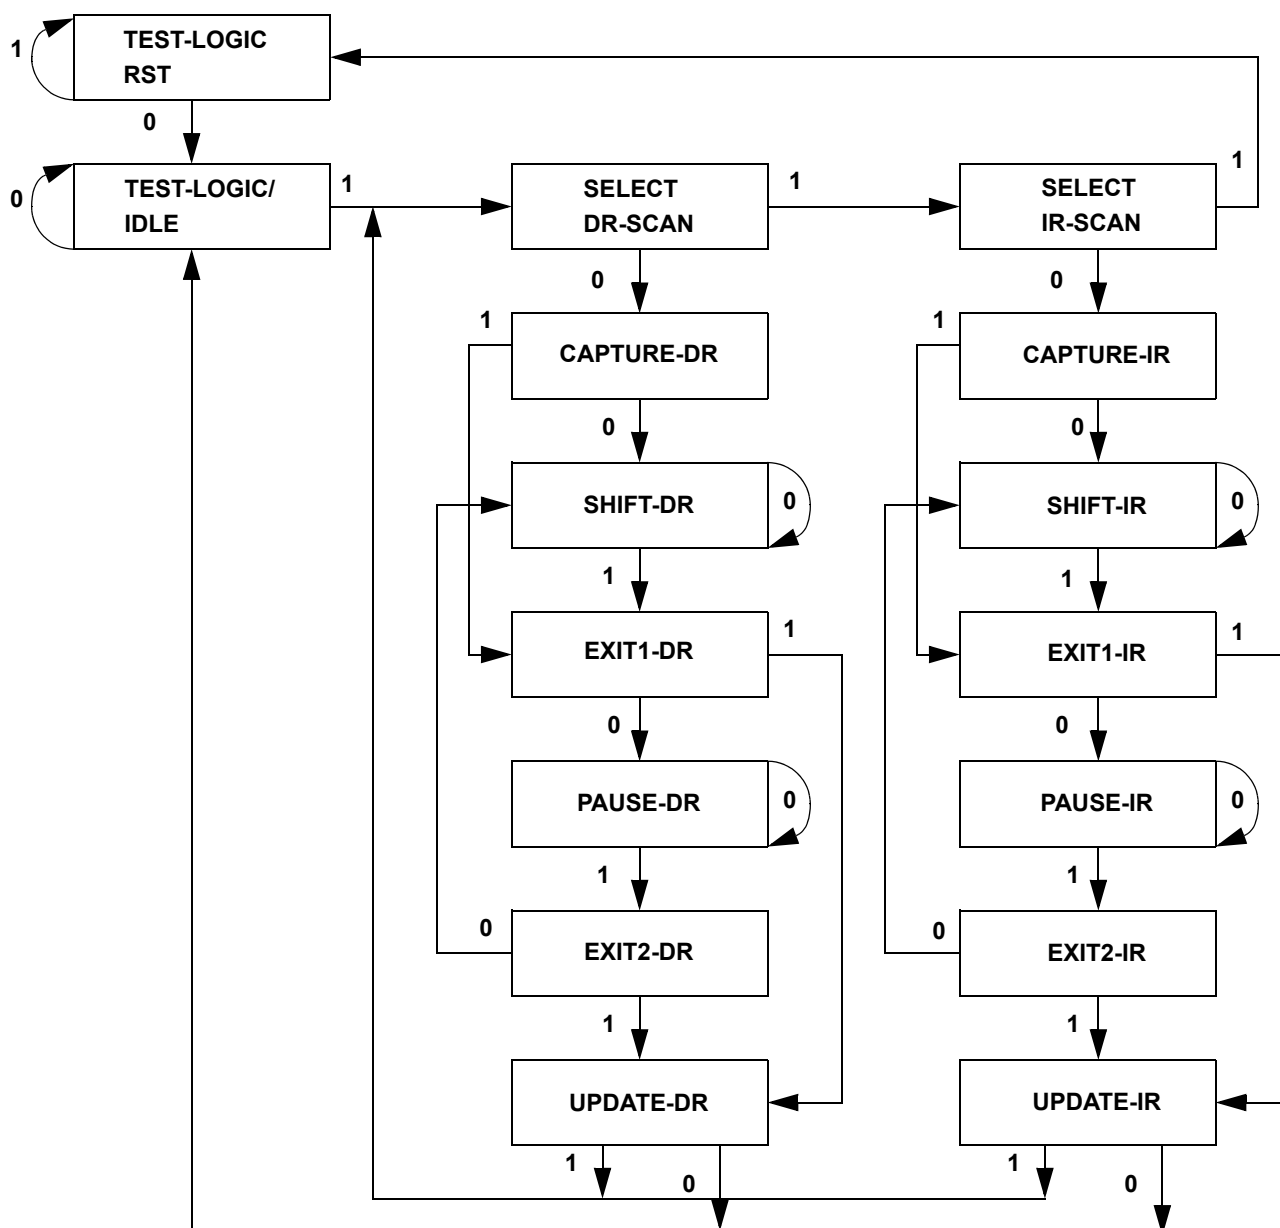 1
TEST-LOGIC
RST
0
0
TEST-LOGIC/
IDLE
1
SELECT
DR-SCAN
1
SELECT
IR-SCAN
1
0
0
1
CAPTURE-DR
1
CAPTURE-IR
0
0
SHIFT-DR
0
SHIFT-IR
0
1
1
EXIT1-DR
1
EXIT1-IR
1
0
0
PAUSE-DR
0
PAUSE-IR
0
1
1
0
EXIT2-DR
0
EXIT2-IR
1
1
UPDATE-DR
UPDATE-IR
1
0
1
0